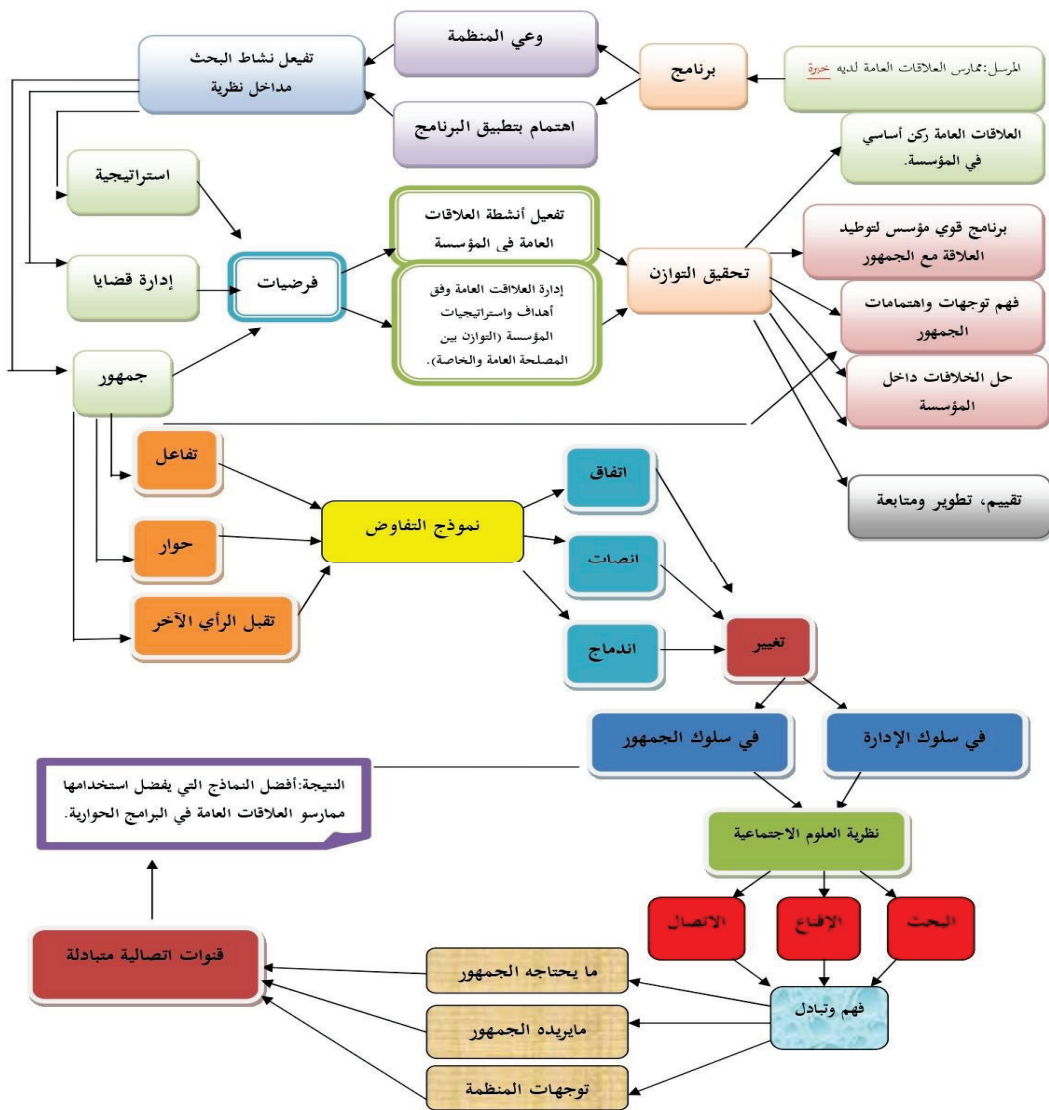 المرسل:ممارس العلاقات العامة لديه خبرة
برنامج
وعي المنظمة
اهتمام بتطبيق البرنامج
تفيعل نشاط البحث
مداخل نظرية
استراتيجية
إدارة قضايا
جمهور
فرضيات
تفعيل أنشطة العلاقات
العامة في المؤسسة
إدارة العلااقت العامة وفق
أهداف واستراتيجيات
المؤسسة (التوازن بين
المصلحة العامة والخاصة).
تحقيق التوازن
العلاقات العامة ركن أساسي
في المؤسسة.
برنامج قوي مؤسس لتوطيد
العلاقة مع الجمهور
فهم توجهات واهتمامات
الجمهور
حل الخلافات داخل
المؤسسة
تقييم، تطوير ومتابعة
تفاعل
حوار
تقبل الرأي الآخر
نموذج التفاوض
اتفاق
انصات
اندماج
تغيير
في سلوك الإدارة
في سلوك الجمهور
نظرية العلوم الاجتماعية
البحث
الإقناع
الاتصال
فهم وتبادل
ما يحتاجه الجمهور
مايريده الجمهور
توجهات المنظمة
قنوات اتصالية متبادلة
النتيجة:أفضل النماذج التي يفضل استخدامها
ممارسو العلاقات العامة في البرامج الحوارية.